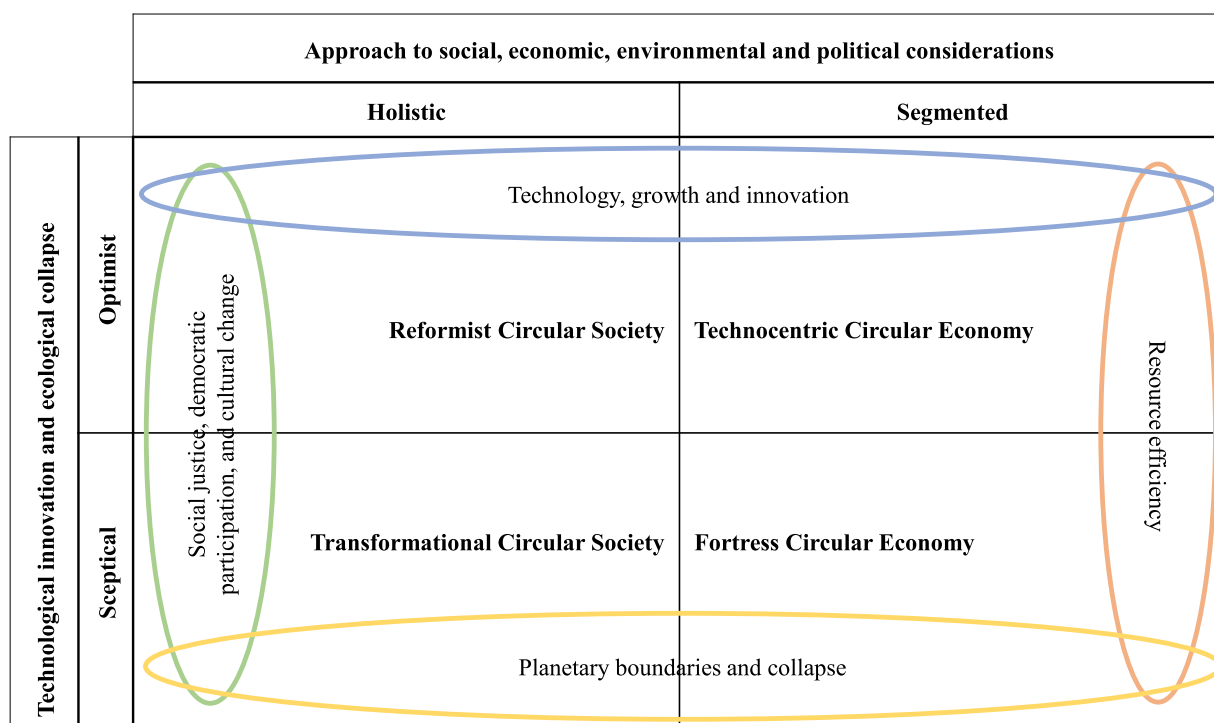 Approach to social, economic, environmental and political considerations
Holistic
Segmented
Technological innovation and ecological collapse
Optimist
Technology, growth and innovation
Social justice, democratic
participation, and cultural change
Reformist Circular Society
Technocentric Circular Economy
Resource efficiency
Sceptical
Transformational Circular Society
Fortress Circular Economy
Planetary boundaries and collapse